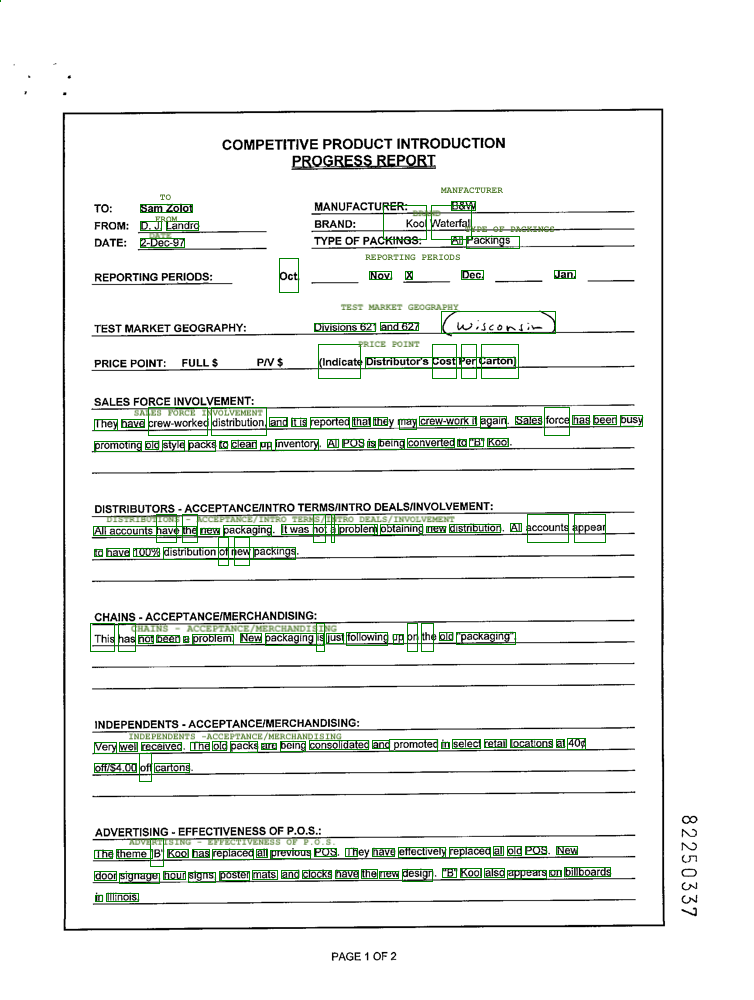 COMPETITIVE PRODUCT INTRODUCTION
PROGRESS REPORT
TO
MANFACTURER
TO: Sam Zolot MANUFACTURER: B&W
FROM BRAND
FROM: D. J. Landro BRAND: Kool Waterfal
DATE TYPE OF PACKINGS
DATE: 2-Dec-97 TYPE OF PACKINGS: All Packings
REPORTING PERIODS
REPORTING PERIODS: Oct. Nov. X Dec. Jan.
TEST MARKET GEOGRAPHY
TEST MARKET GEOGRAPHY: Divisions 621 and 627 Wisconsin
PRICE POINT
PRICE POINT: FULL $ P/V $ (Indicate Distributor's Cost Per Carton)
SALES FORCE INVOLVEMENT:
SALES FORCE INVOLVEMENT
They have crew-worked distribution, and it is reported that they may crew-work it again. Sales force has been busy
promoting old style packs to clean up inventory. All POS is being converted to "B" Kool.
DISTRIBUTORS - ACCEPTANCE/INTRO TERMS/INTRO DEALS/INVOLVEMENT:
DISTRIBUTIONS - ACCEPTANCE/INTRO TERMS/INTRO DEALS/INVOLVEMENT
All accounts have the new packaging. It was not a problem obtaining new distribution. All accounts appear
to have 100% distribution of new packings.
CHAINS - ACCEPTANCE/MERCHANDISING:
CHAINS - ACCEPTANCE/MERCHANDISING
This has not been a problem. New packaging is just following up on the old "packaging".
INDEPENDENTS - ACCEPTANCE/MERCHANDISING:
INDEPENDENTS -ACCEPTANCE/MERCHANDISING
Very well received. The old packs are being consolidated and promoted in select retail locations at 40¢
off/$4.00 off cartons.
ADVERTISING - EFFECTIVENESS OF P.O.S.:
ADVERTISING - EFFECTIVENESS OF P.O.S.
The theme 'B' Kool has replaced all previous POS. They have effectively replaced all old POS. New
door signage, hour signs, poster mats, and clocks have the new design. "B" Kool also appears on billboards
in Illinois.
82250337
PAGE 1 OF 2